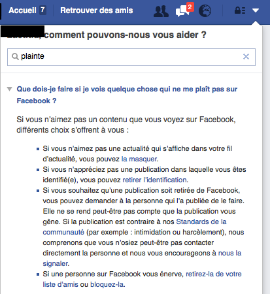 Accueil 7 Retrouver des amis
2
, comment pouvons-nous vous aider ?
plainte
Que dois-je faire si je vois quelque chose qui ne me plaît pas sur
Facebook ?
Si vous n'aimez pas un contenu que vous voyez sur Facebook,
différents choix s'offrent à vous :
Si vous n'aimez pas une actualité qui s'affiche dans votre fil
d'actualité, vous pouvez la masquer.
Si vous n'appréciez pas une publication dans laquelle vous êtes
identifié(e), vous pouvez retirer l'identification.
Si vous souhaitez qu'une publication soit retirée de Facebook,
vous pouvez demander à la personne qui l'a publiée de le faire.
Elle ne se rend peut-être pas compte que la publication vous
gêne. Si la publication est contraire à nos Standards de la
communauté (par exemple : intimidation ou harcèlement), nous
comprenons que vous n'osiez peut-être pas contacter
directement la personne et nous vous encourageons à nous la
signaler.
Si une personne sur Facebook vous énerve, retirez-la de votre
liste d'amis ou bloquez-la.